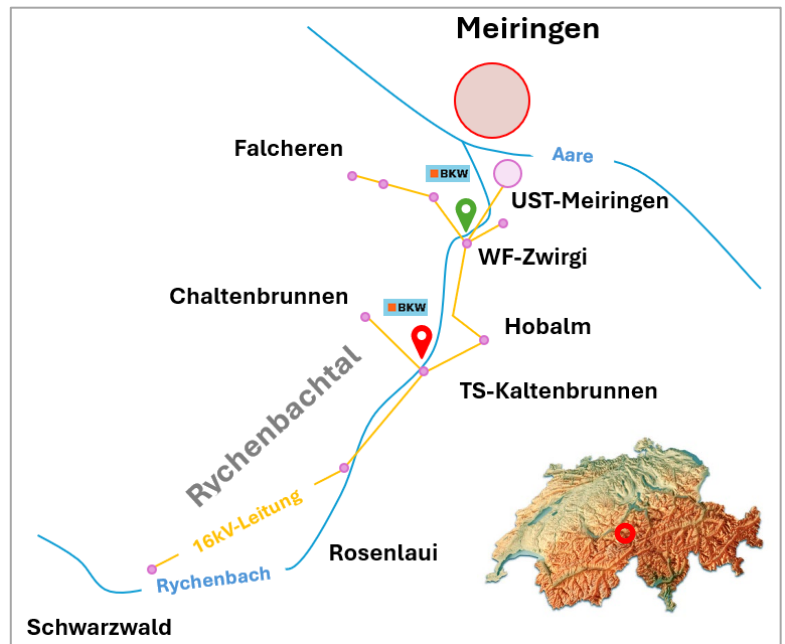 Meiringen
Aare
Falcheren
BKW
UST-Meiringen
WF-Zwirgi
Chaltenbrunnen
BKW
Hobalm
TS-Kaltenbrunnen
Rychenbachtal
16kV-Leitung
Rosenlaui
Rychenbach
Schwarzwald